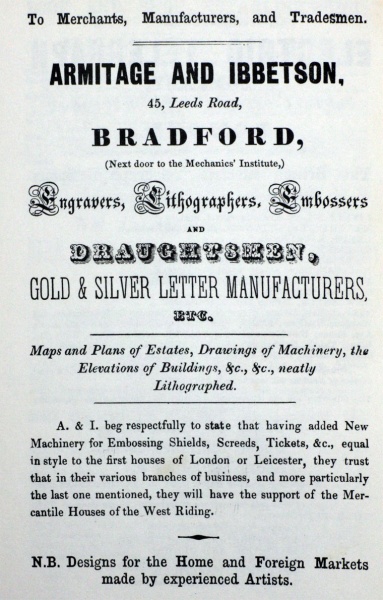 To Merchants, Manufacturers, and Tradesmen.
ARMITAGE AND IBBETSON,
45, Leeds Road,
BRADFORD,
(Next door to the Mechanics' Institute,)
Engravers, Lithographers, Embossers
AND
DRAUGHTSMEN,
GOLD & SILVER LETTER MANUFACTURERS,
ETC.
Maps and Plans of Estates, Drawings of Machinery, the
Elevations of Buildings, &c., &c., neatly
Lithographed.
A. & I. beg respectfully to state that having added New
Machinery for Embossing Shields, Screeds, Tickets, &c., equal
in style to the first houses of London or Leicester, they trust
that in their various branches of business, and more particularly
the last one mentioned, they will have the support of the Mer-
cantile Houses of the West Riding.
N.B. Designs for the Home and Foreign Markets
made by experienced Artists.